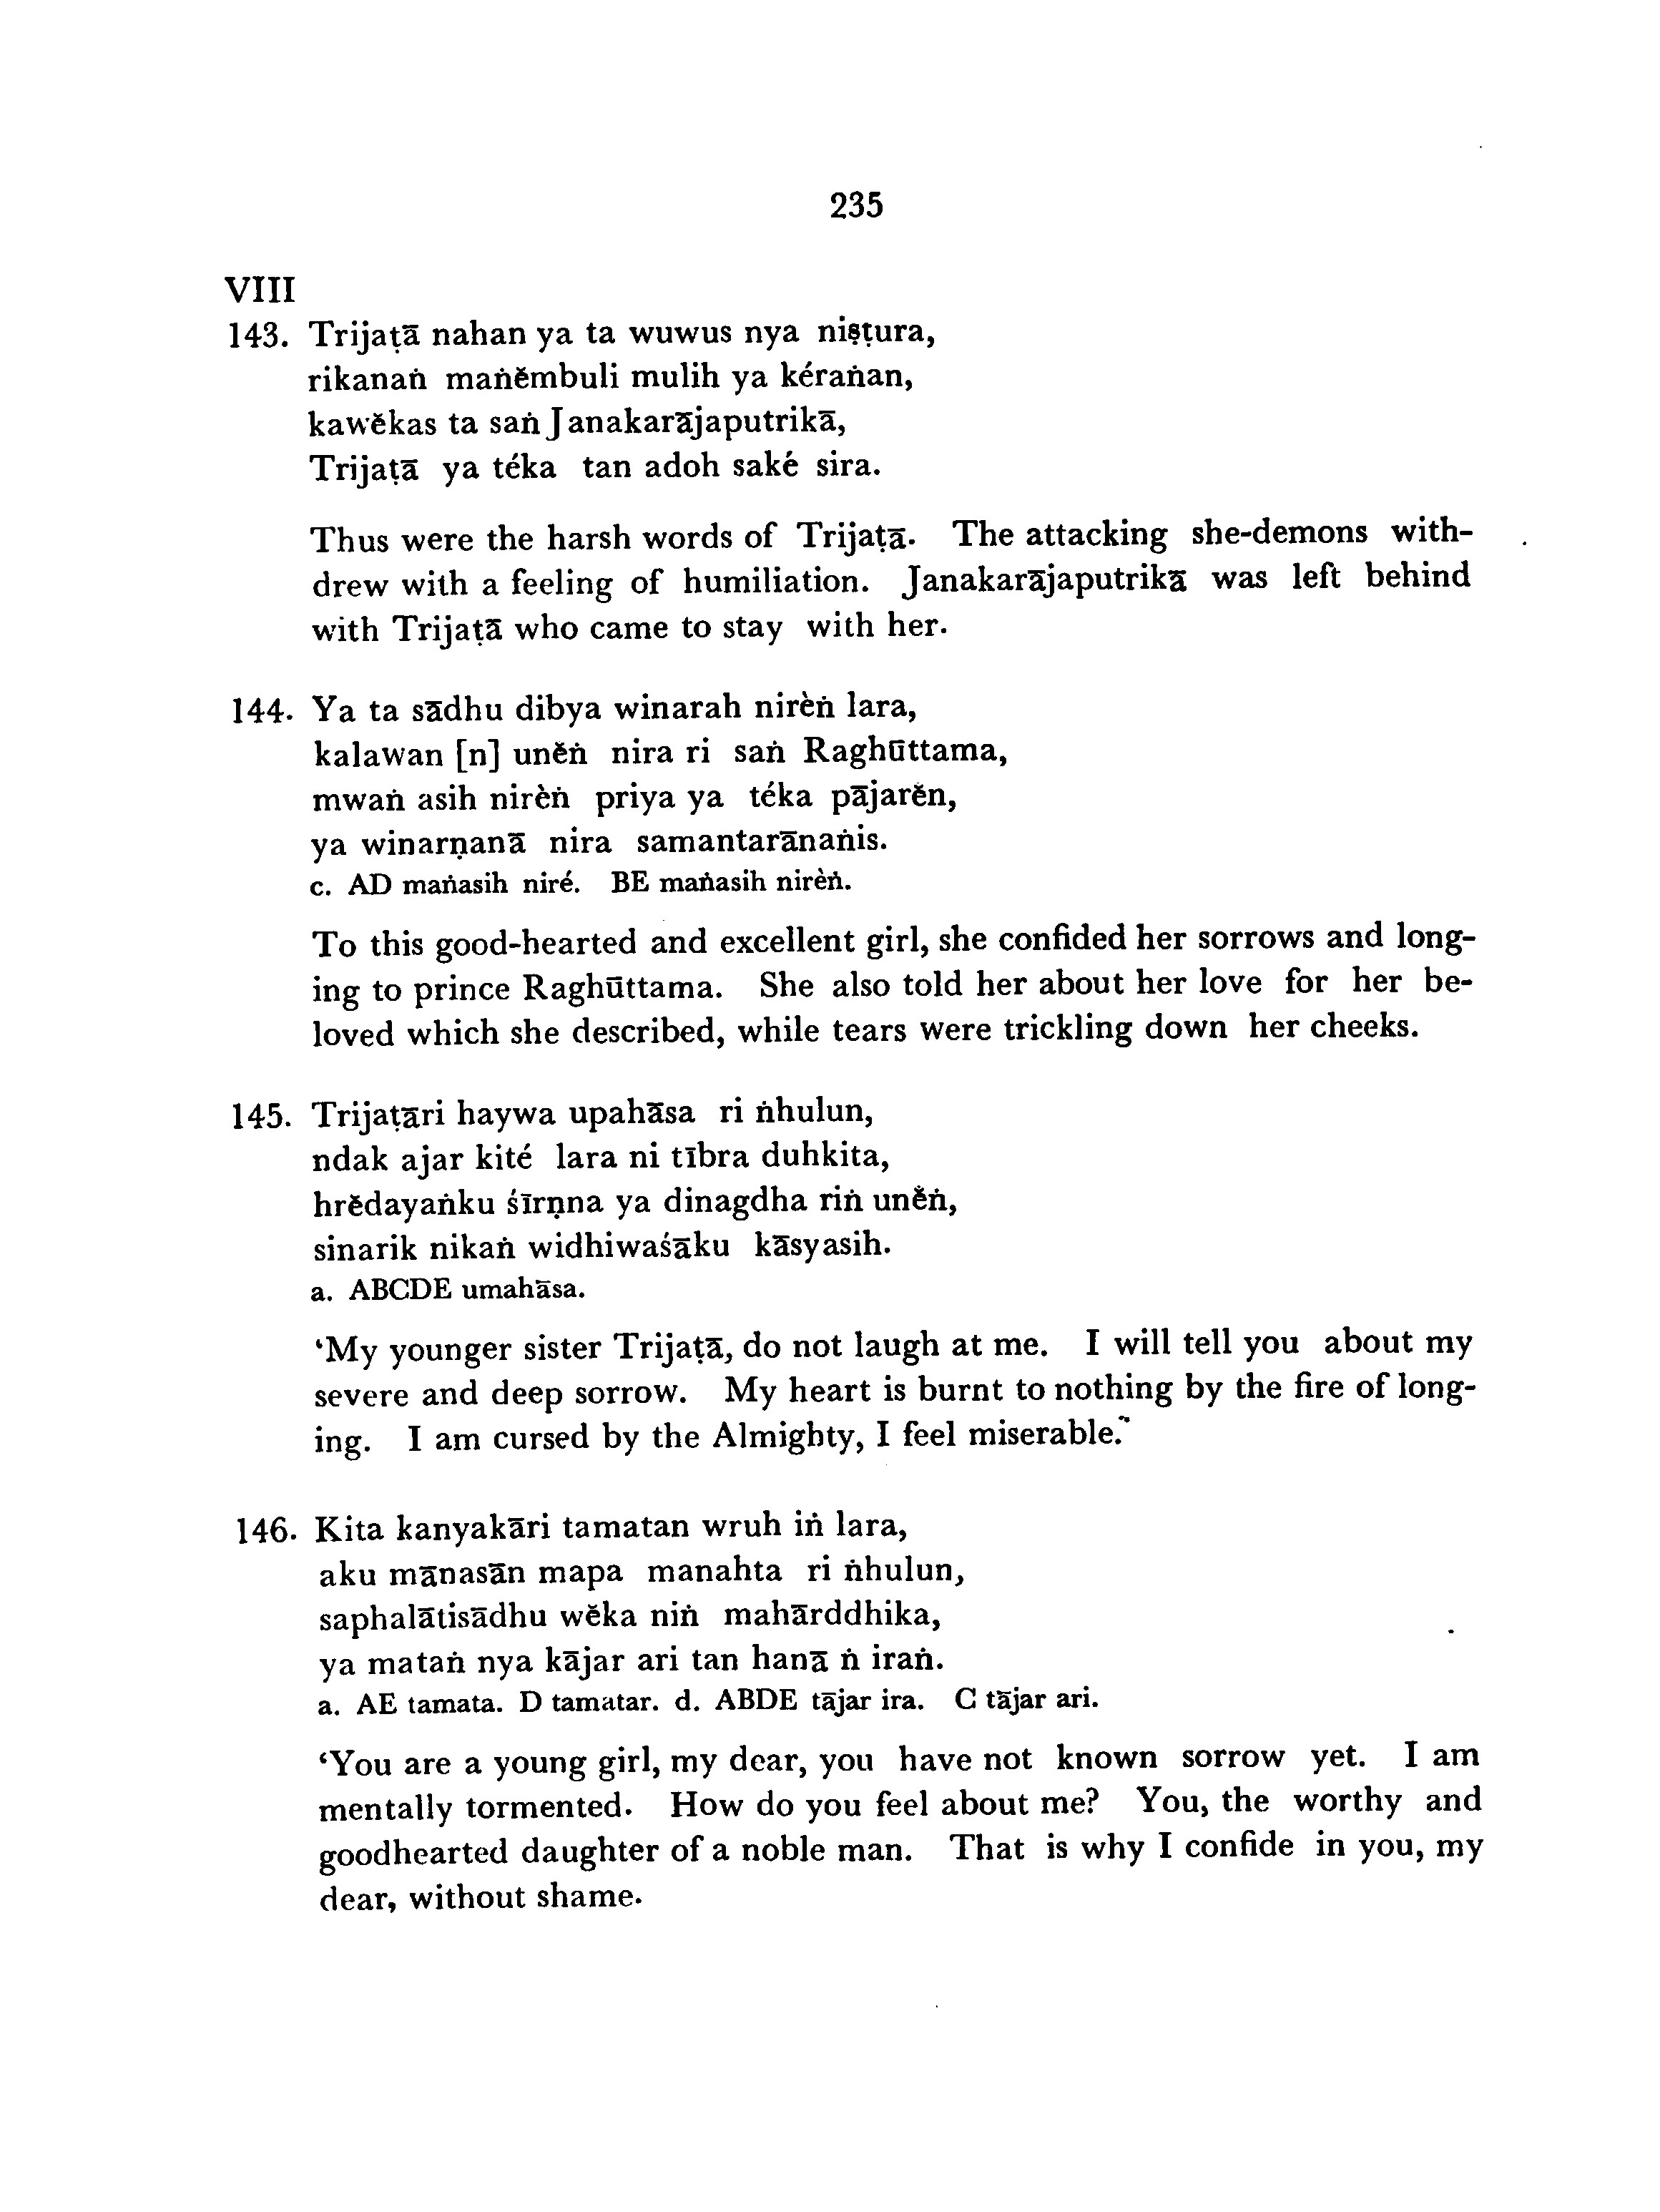 235
VIII
143. Trijaṭā nahan ya ta wuwus nya niṣṭura,
rikanaṅ maṅĕmbuli mulih ya kéraṅan,
kawĕkas ta saṅ Janakarājaputrikā,
Trijaṭā ya téka tan adoh saké sira.
Thus were the harsh words of Trijaṭā. The attacking she-demons with-
drew with a feeling of humiliation. Janakarājaputrikā was left behind
with Trijaṭā who came to stay with her.
144. Ya ta sādhu dibya winarah nirèṅ lara,
kalawan [n] unĕṅ nira ri saṅ Raghūttama,
mwaṅ asih nirèṅ priya ya téka pājarĕn,
ya winarṇanā nira samantarānaṅis.
c. AD maṅasih niré. BE maṅasih nirèṅ.
To this good-hearted and excellent girl, she confided her sorrows and long-
ing to prince Raghūttama. She also told her about her love for her be-
loved which she described, while tears were trickling down her cheeks.
145. Trijaṭāri haywa upahāsa ri ṅhulun,
ndak ajar kité lara ni tībra duhkita,
hrĕdayaṅku śīrṇna ya dinagdha riṅ unĕṅ,
sinarik nikaṅ widhiwaśāku kāsyasih.
a. ABCDE umahāsa.
‘My younger sister Trijaṭā, do not laugh at me. I will tell you about my
severe and deep sorrow. My heart is burnt to nothing by the fire of long-
ing. I am cursed by the Almighty, I feel miserable.’
146. Kita kanyakāri tamatan wruh iṅ lara,
aku mānasān mapa manahta ri ṅhulun,
saphalātisādhu wĕka niṅ mahārddhika,
ya mataṅ nya kājar ari tan hanā ṅ iraṅ.
a. AE tamata. D tamatar. d. ABDE tājar ira. C tājar ari.
‘You are a young girl, my dear, you have not known sorrow yet. I am
mentally tormented. How do you feel about me? You, the worthy and
goodhearted daughter of a noble man. That is why I confide in you, my
dear, without shame.